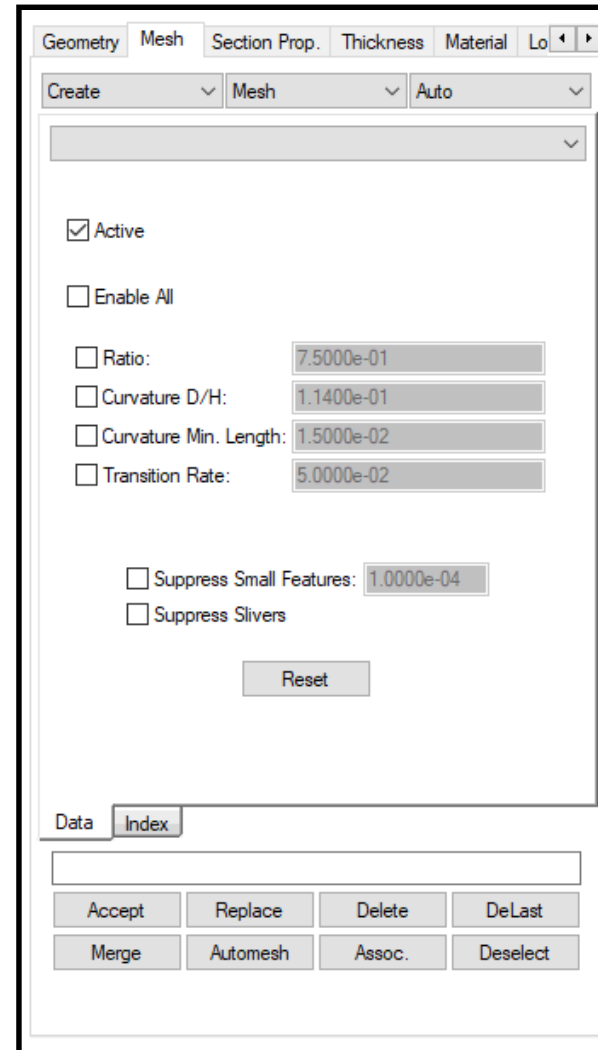 Geometry Mesh Section Prop. Thickness Material Lo
Create Mesh Auto
Active
Enable All
Ratio: 7.5000e-01
Curvature D/H: 1.1400e-01
Curvature Min. Length: 1.5000e-02
Transition Rate: 5.0000e-02
Suppress Small Features: 1.0000e-04
Suppress Slivers
Reset
Data Index
Accept Replace Delete DeLast
Merge Automesh Assoc. Deselect